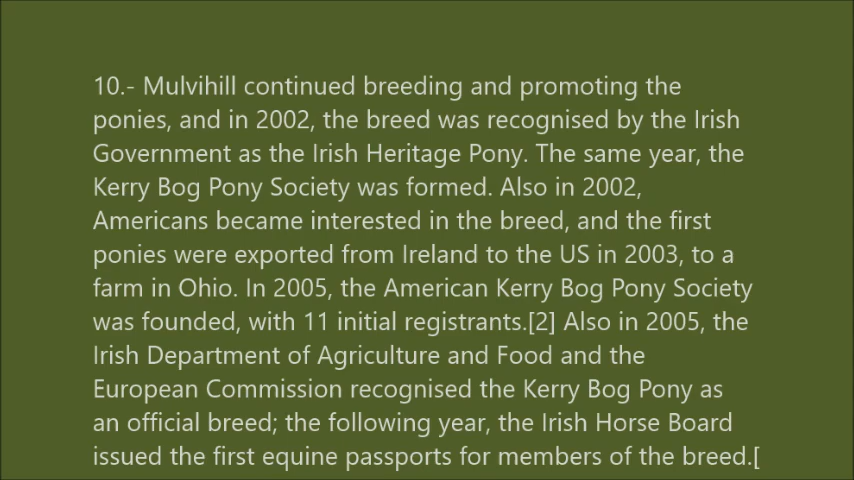 10.- Mulvihill continued breeding and promoting the
ponies, and in 2002, the breed was recognised by the Irish
Government as the Irish Heritage Pony. The same year, the
Kerry Bog Pony Society was formed. Also in 2002,
Americans became interested in the breed, and the first
ponies were exported from Ireland to the US in 2003, to a
farm in Ohio. In 2005, the American Kerry Bog Pony Society
was founded, with 11 initial registrants.[2] Also in 2005, the
Irish Department of Agriculture and Food and the
European Commission recognised the Kerry Bog Pony as
an official breed; the following year, the Irish Horse Board
issued the first equine passports for members of the breed.[